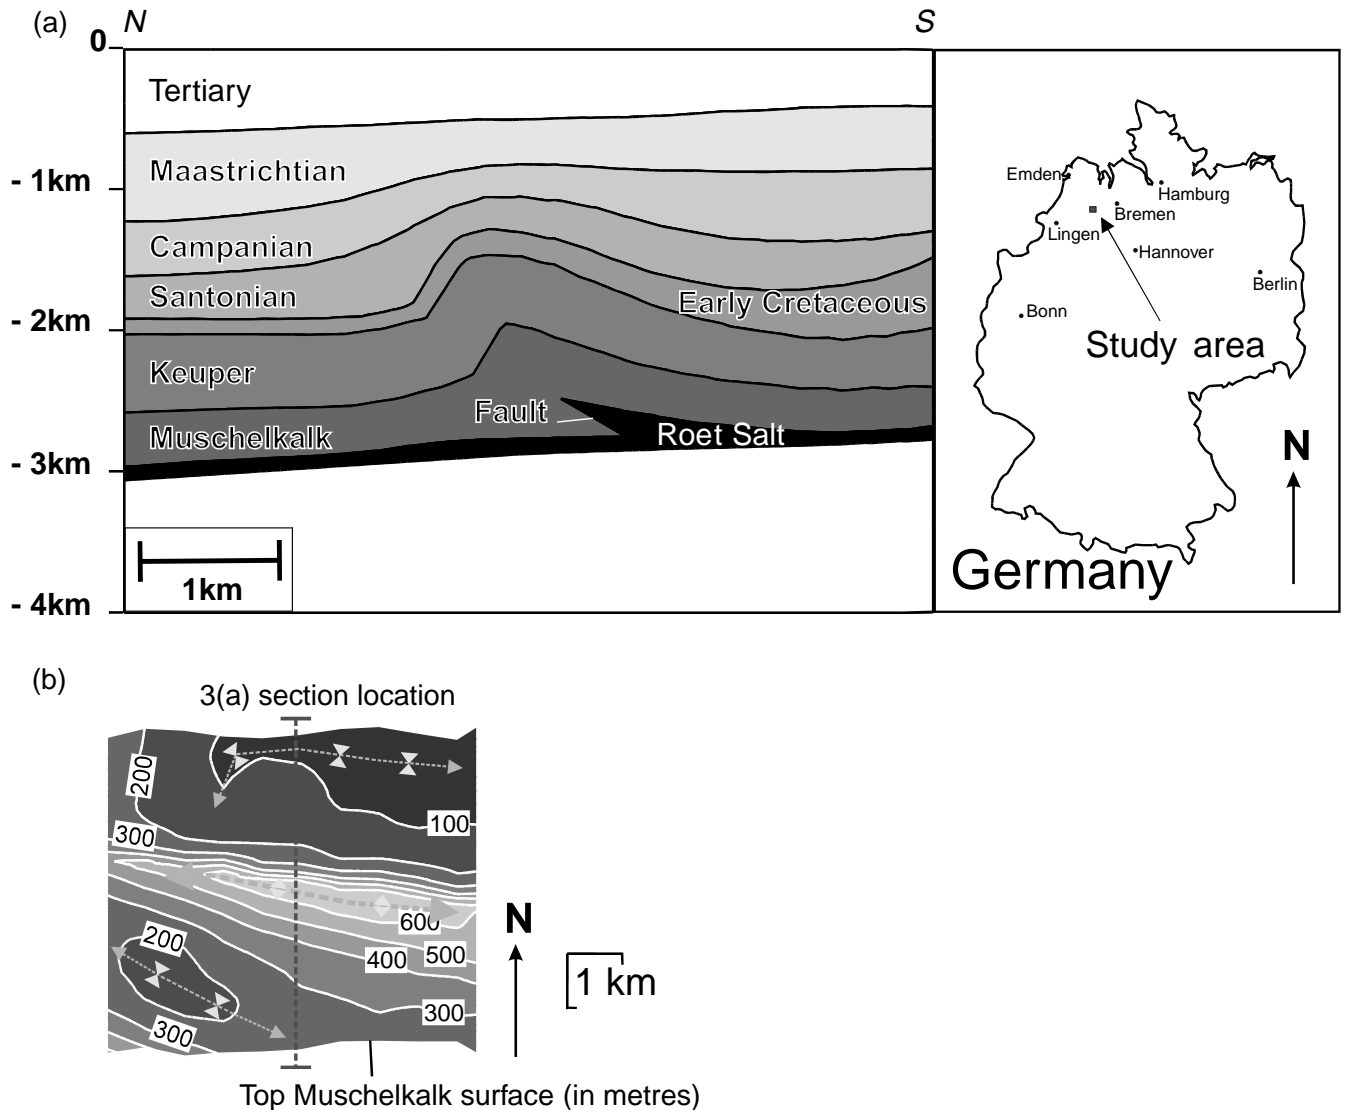 (a)
N
S
0
Tertiary
Maastrichtian
- 1km
Campanian
Santonian
Early Cretaceous
- 2km
Keuper
Fault
Muschelkalk
Roet Salt
- 3km
1km
- 4km
Emden
Hamburg
Bremen
Lingen
Hannover
Berlin
Bonn
Study area
N
Germany
(b)
3(a) section location
200
100
300
600
200
400
500
300
300
N
1 km
Top Muschelkalk surface (in metres)